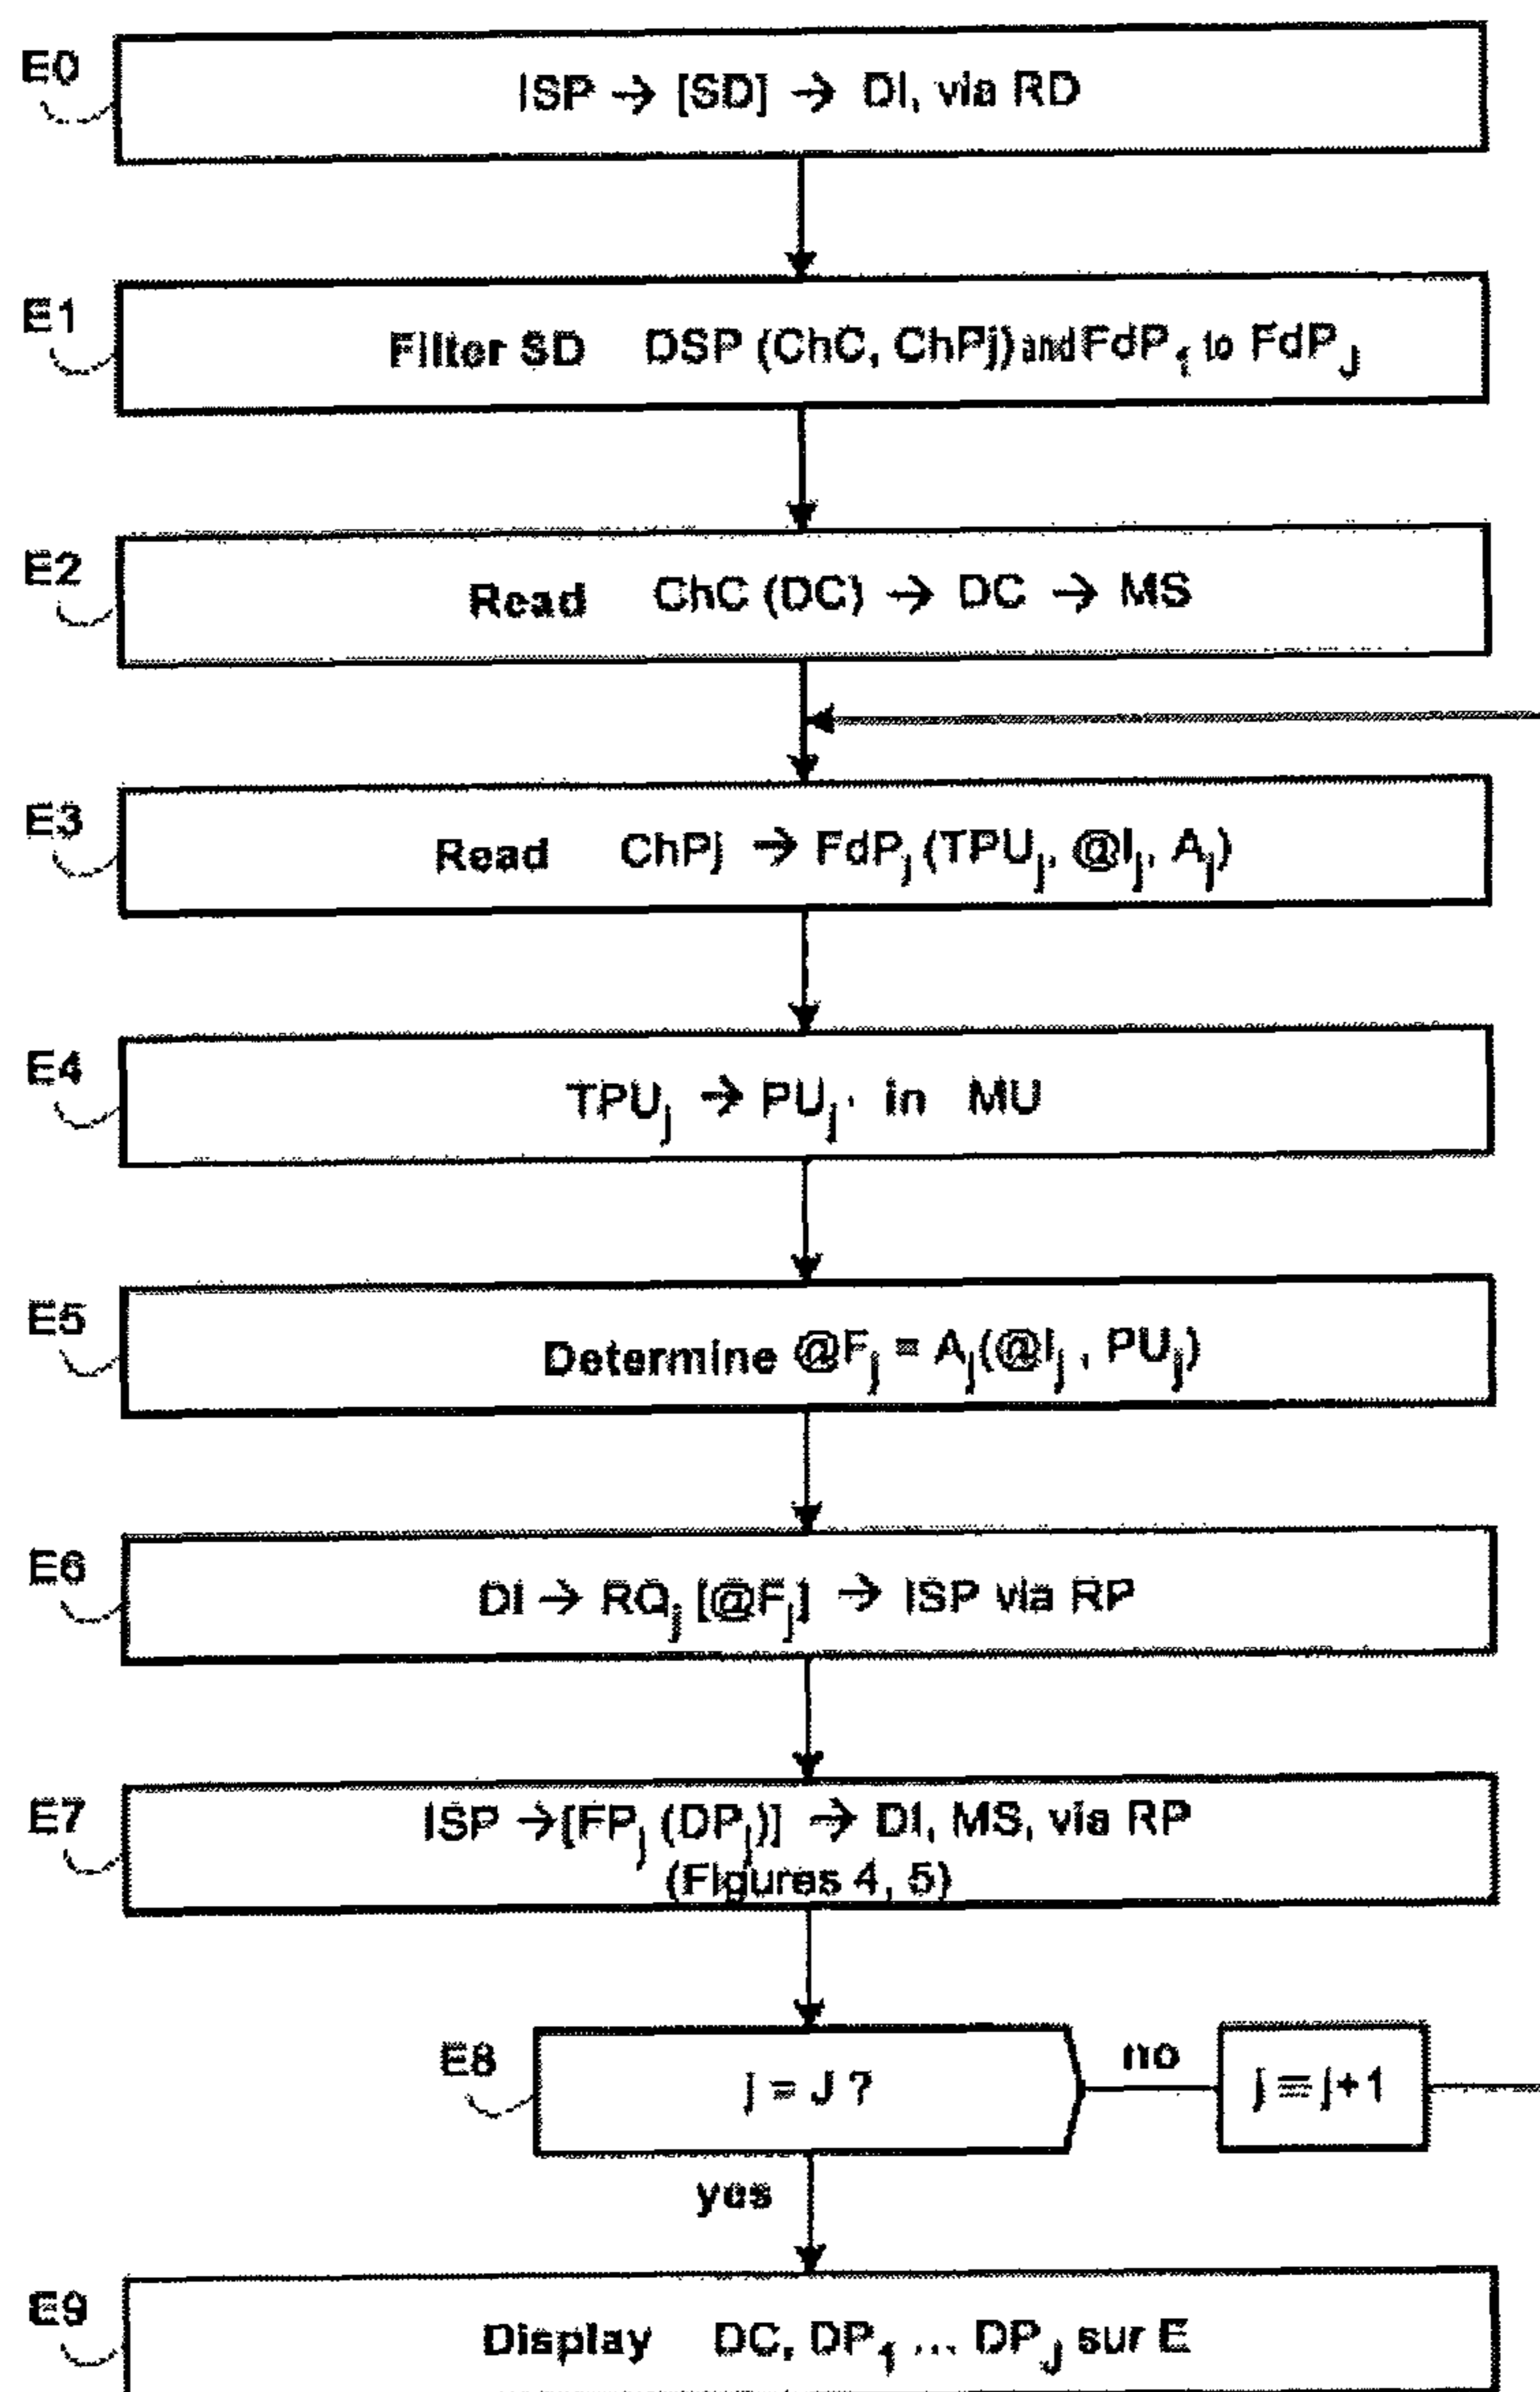 E0
ISP → [SD] → DI, via RD
E1
Filter SD DSP (ChC, ChPj) and FdP1 to FdPJ
E2
Read ChC (DC) → DC → MS
E3
Read ChPj → FdPj (TPUj, @Ij, Aj)
E4
TPUj → PUj, in MU
E5
Determine @Fj = Aj(@Ij, PUj)
E6
DI → RQj [@Fj] → ISP via RP
E7
ISP →[FPj (DPj)] → DI, MS, via RP
(Figures 4, 5)
E8
j = J ?
no
j = j+1
yes
E9
Display DC, DP1 ... DPJ sur E